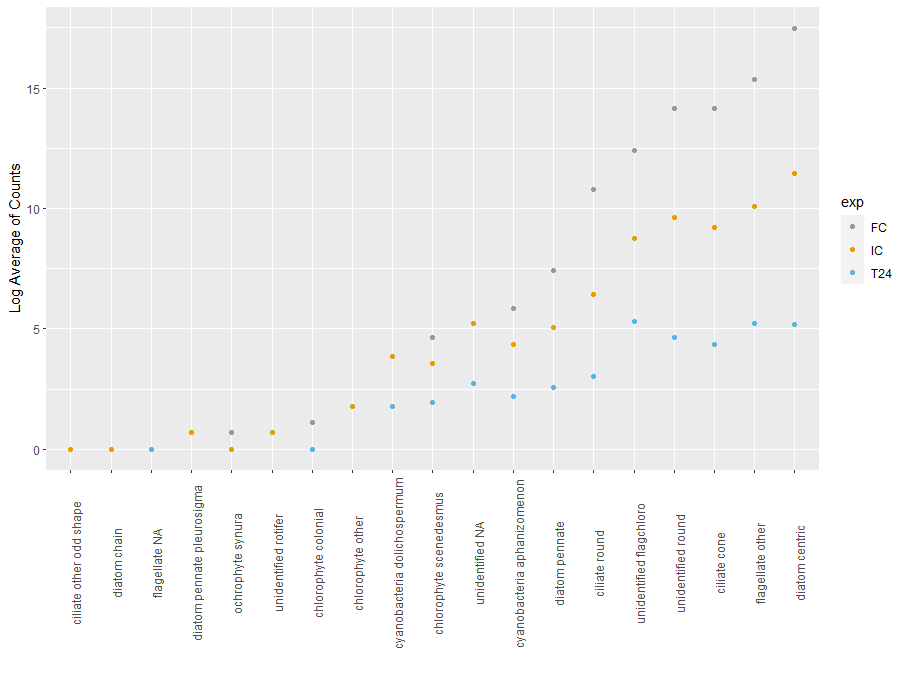 Log Average of Counts
15
10
5
0
ciliate other odd shape
diatom chain
flagellate NA
diatom pennate pleurosigma
ochrophyte synura
unidentified rotifer
chlorophyte colonial
chlorophyte other
cyanobacteria dolichospermum
chlorophyte scenedesmus
unidentified NA
cyanobacteria aphanizomenon
diatom pennate
ciliate round
unidentified flagchloro
unidentified round
ciliate cone
flagellate other
diatom centric
exp
FC
IC
T24